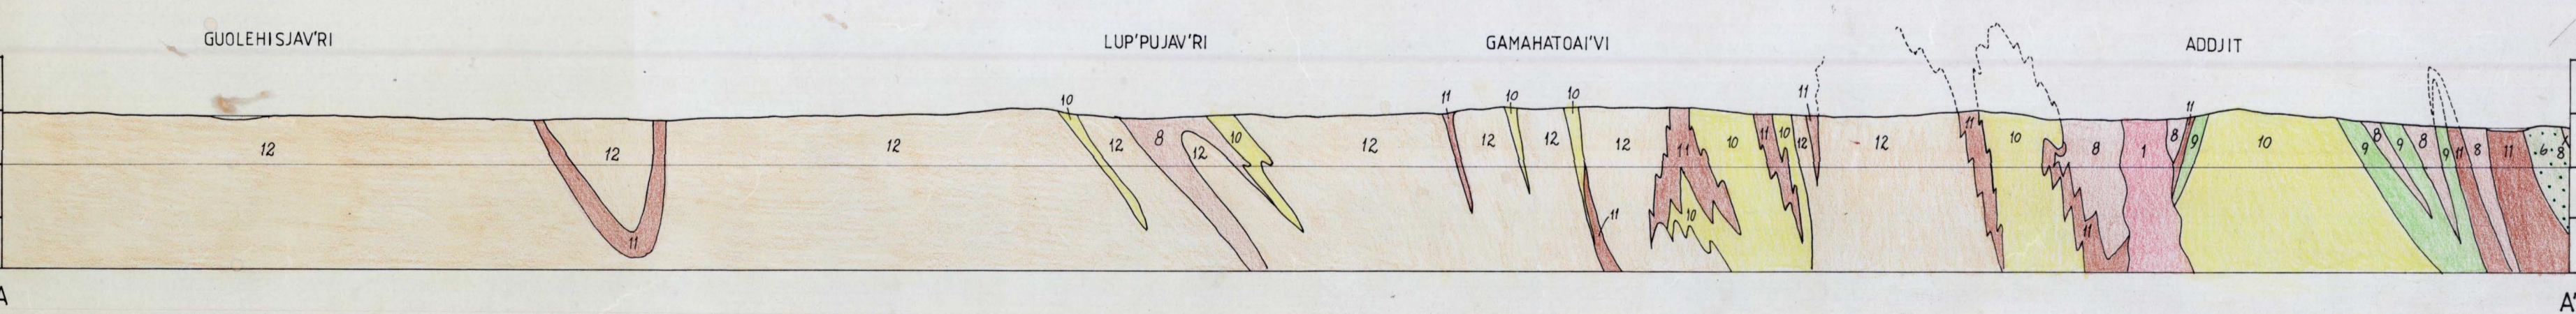 GUOLEHISJAV'RI LUP'PUJAV'RI GAMAHATOAI'VI ADDJIT
10 11 10 10 11 11
12 12 12 12 8 12 10 12 12 12 12 11 10 11 10 12 12 11 10 8 1 8 9 10 9 8 9 8 9 11 8 11 6 8
11 11 10 11
A A'